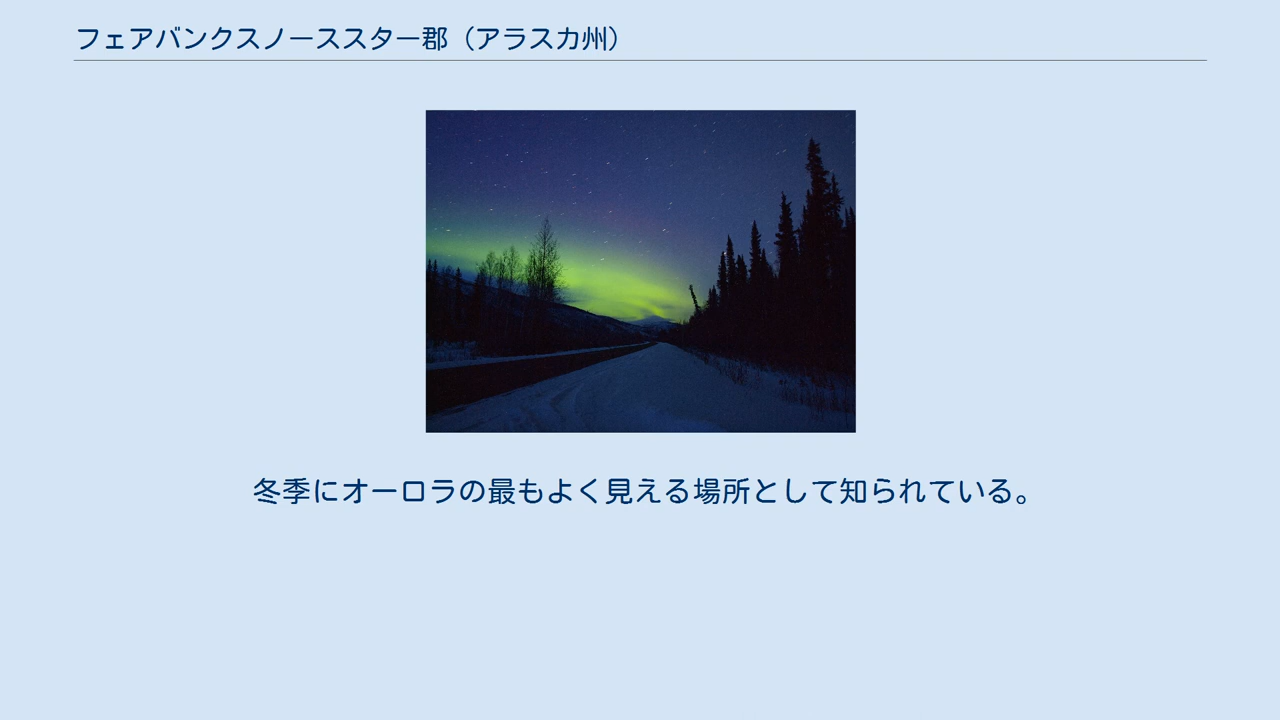 フェアバンクスノーススター郡（アラスカ州）
冬季にオーロラの最もよく見える場所として知られている。